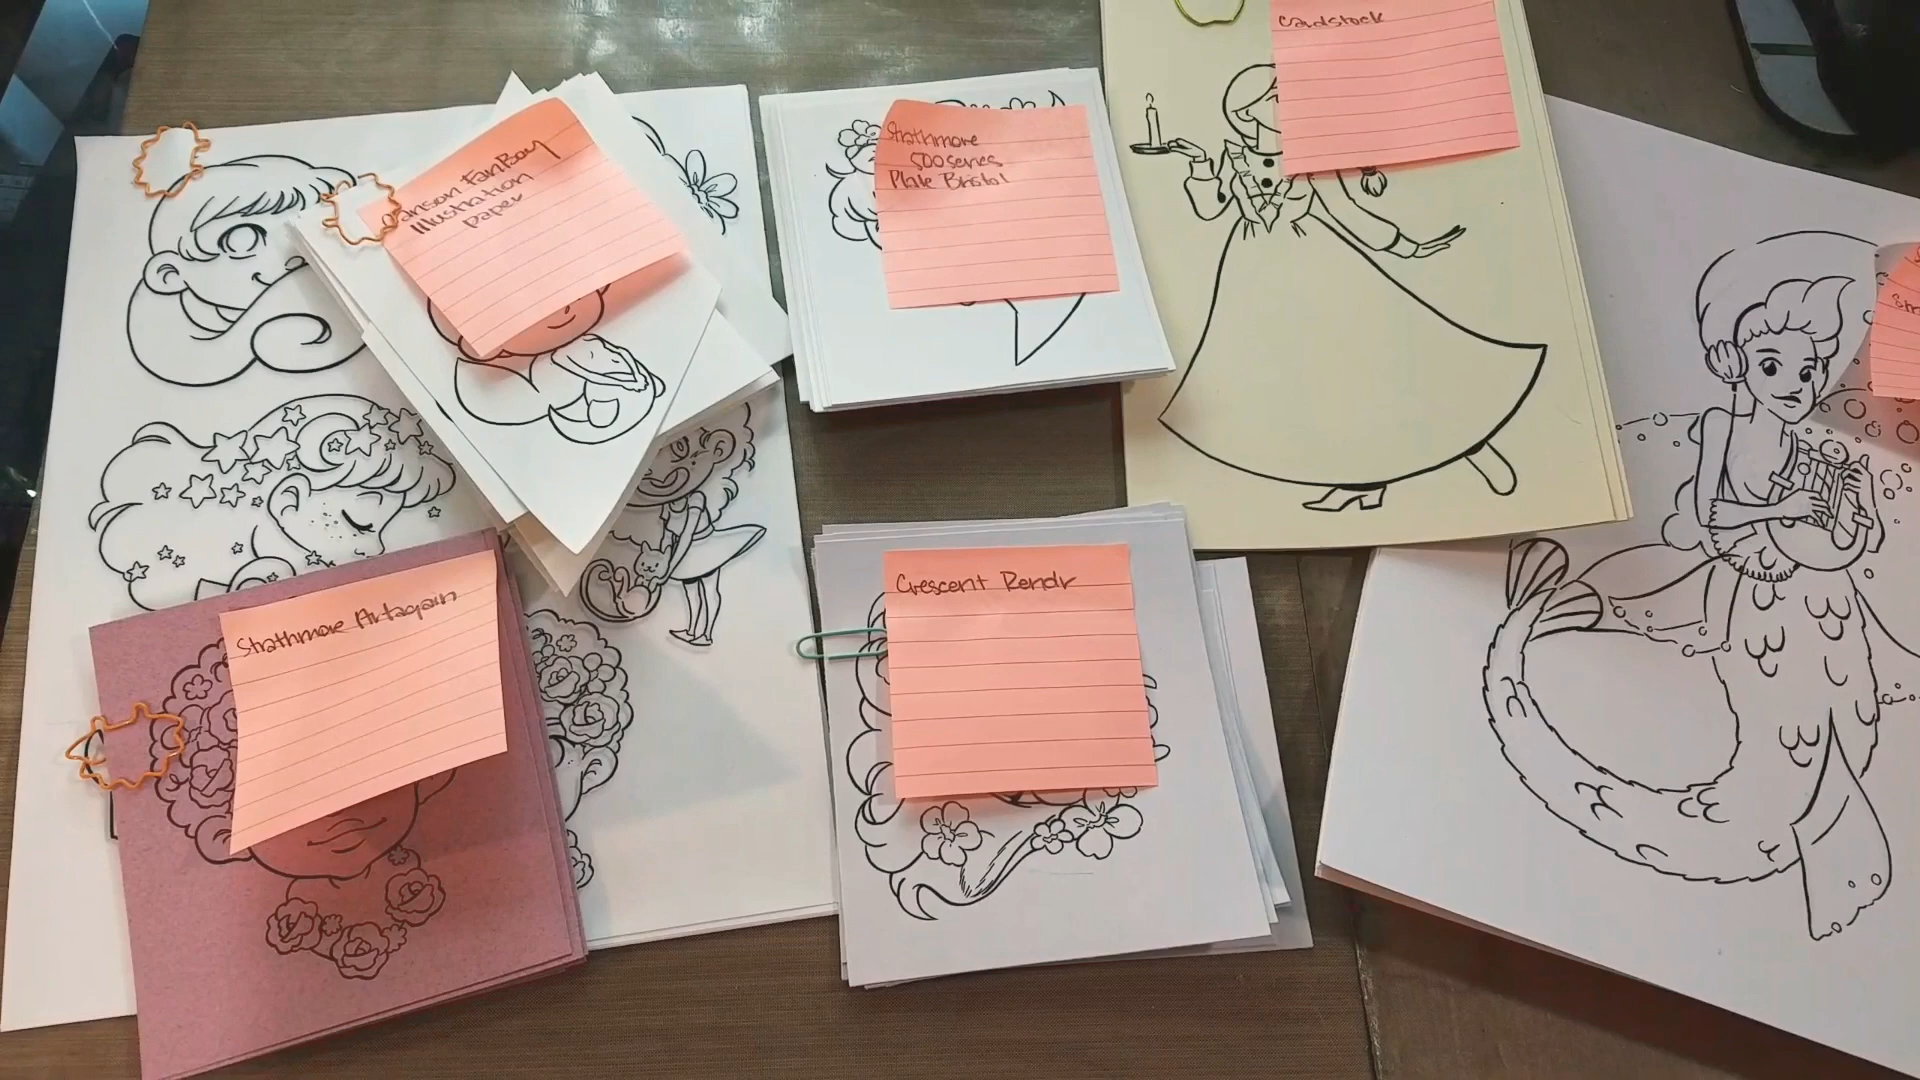 Canson FanBoy
Illustration
Paper
Strathmore
500 series
Plate Bristol
Cardstock
Strathmore Artagain
Crescent Rendr